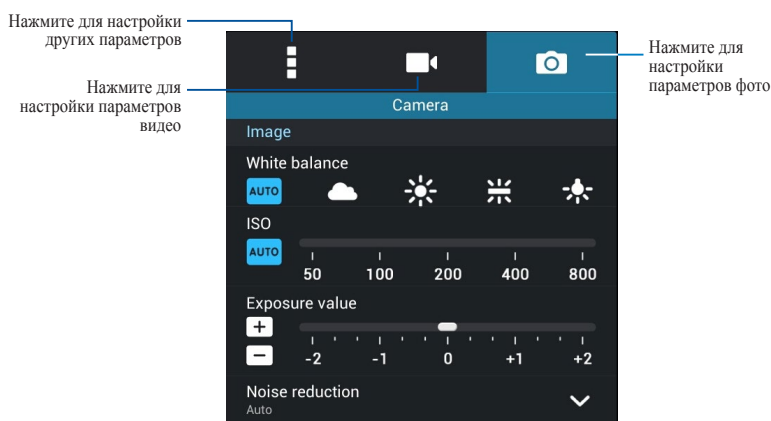 Нажмите для настройки
других параметров
Нажмите для
настройки параметров
видео
Нажмите для
настройки
параметров фото
Camera
Image
White balance
AUTO
ISO
AUTO
50 100 200 400 800
Exposure value
+
−
-2 -1 0 +1 +2
Noise reduction
Auto